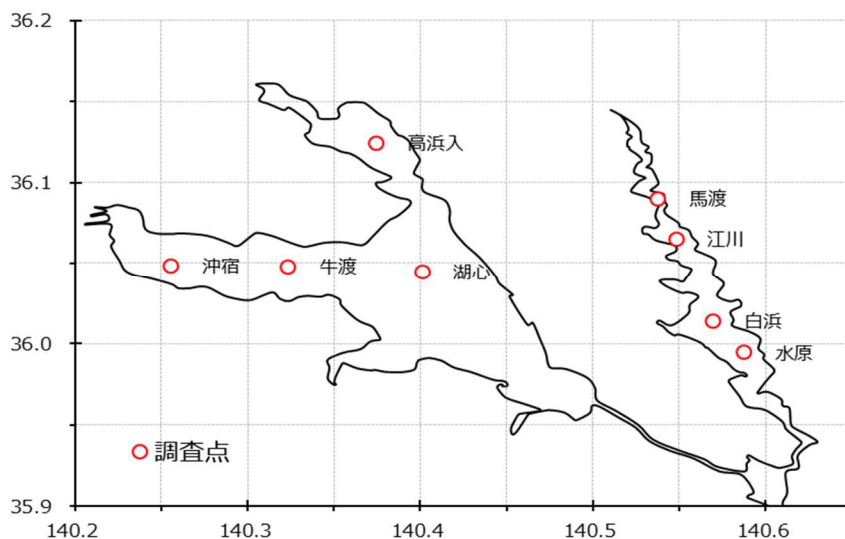 36.2
36.1
36.0
35.9
140.2
140.3
140.4
140.5
140.6
高浜入
馬渡
江川
沖宿
牛渡
湖心
白浜
水原
調査点